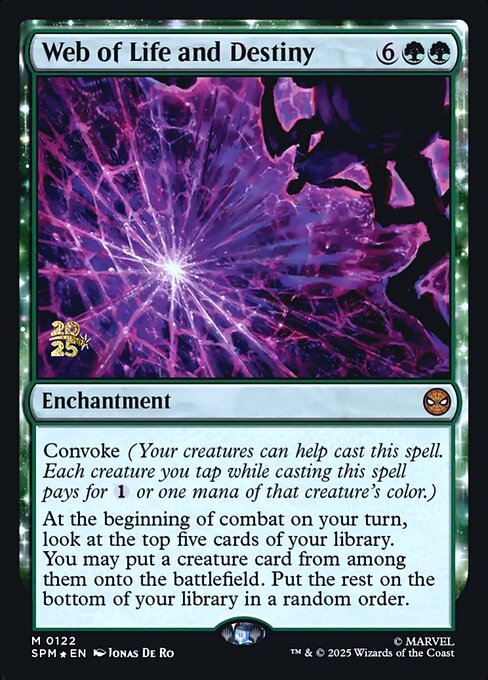 Web of Life and Destiny 6
2025
Enchantment
Convoke (Your creatures can help cast this spell.
Each creature you tap while casting this spell
pays for 1 or one mana of that creature's color.)
At the beginning of combat on your turn,
look at the top five cards of your library.
You may put a creature card from among
them onto the battlefield. Put the rest on the
bottom of your library in a random order.
M 0122
SPM★EN Jonas De Ro
© MARVEL
™ & © 2025 Wizards of the Coast